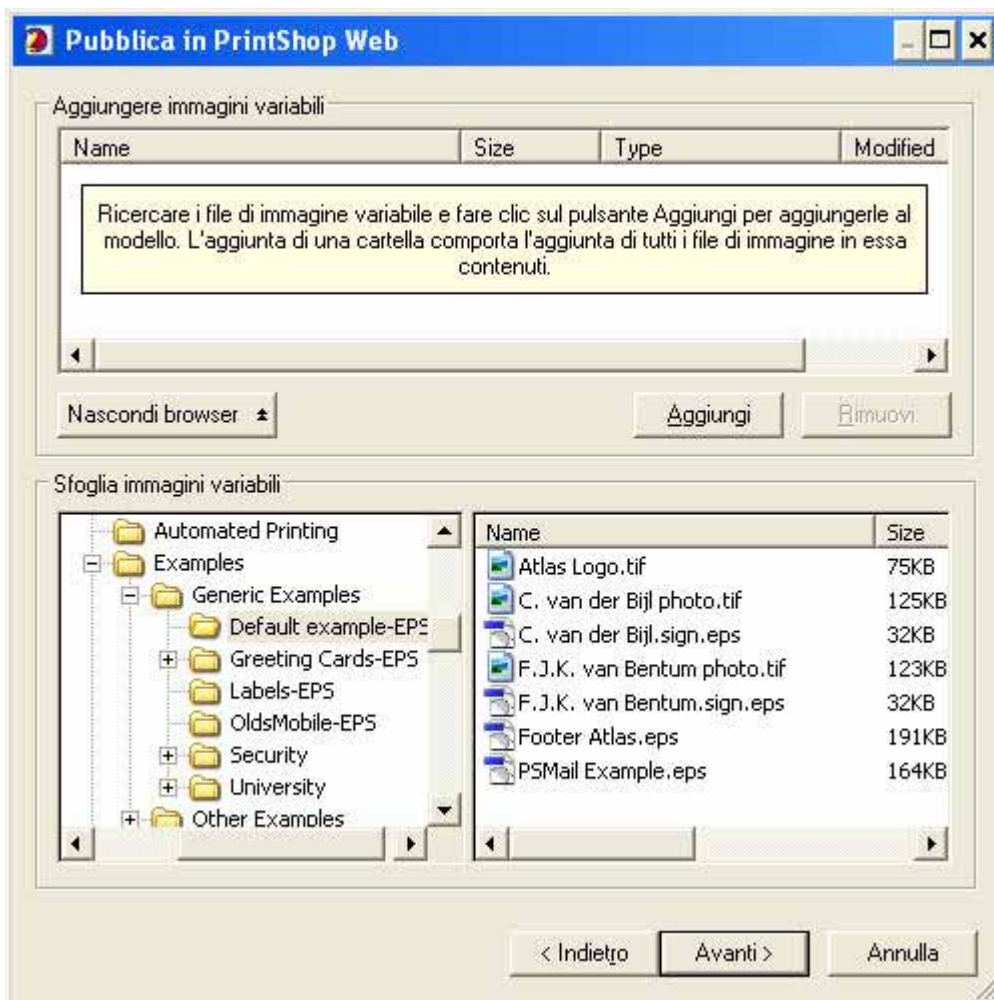 Pubblica in PrintShop Web
Aggiungere immagini variabili
Name Size Type Modified
Ricercare i file di immagine variabile e fare clic sul pulsante Aggiungi per aggiungerle al
modello. L'aggiunta di una cartella comporta l'aggiunta di tutti i file di immagine in essa
contenuti.
Nascondi browser Aggiungi Rimuovi
Sfoglia immagini variabili
Automated Printing
Examples
Generic Examples
Default example-EPS
Greeting Cards-EPS
Labels-EPS
OldsMobile-EPS
Security
University
Other Examples
Name Size
Atlas Logo.tif 75KB
C. van der Bijl photo.tif 125KB
C. van der Bijl.sign.eps 32KB
F.J.K. van Bentum photo.tif 123KB
F.J.K. van Bentum.sign.eps 32KB
Footer Atlas.eps 191KB
PSMail Example.eps 164KB
< Indietro Avanti > Annulla